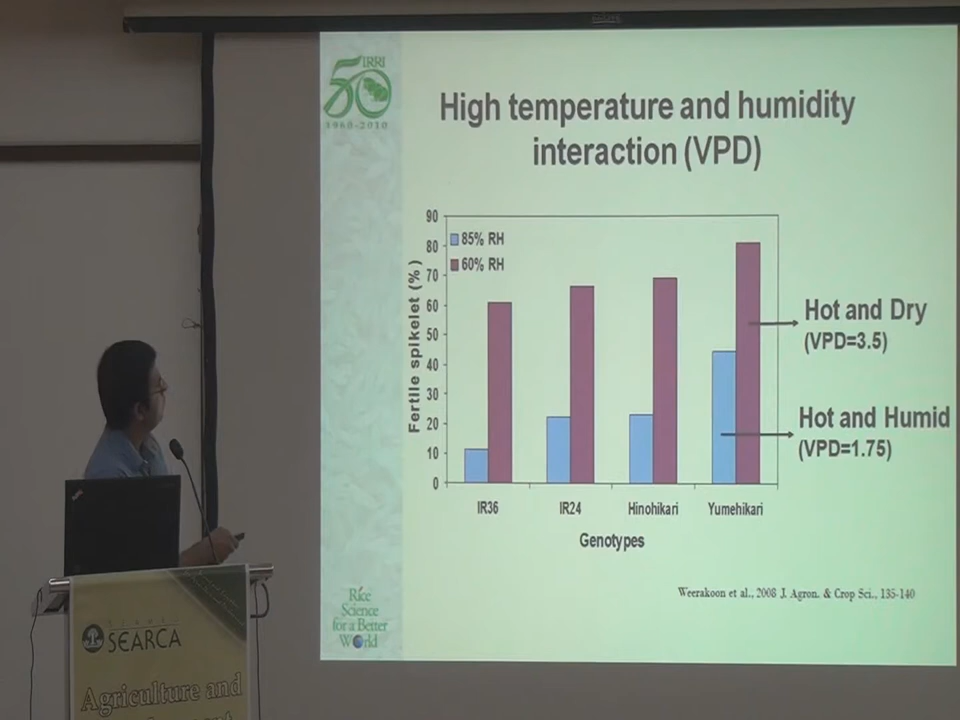 IRRI
50
1960-2010
High temperature and humidity
interaction (VPD)
90
80
70
60
50
40
30
20
10
0
Fertile spikelet (%)
85% RH
60% RH
Hot and Dry
(VPD=3.5)
Hot and Humid
(VPD=1.75)
IR36 IR24 Hinohikari Yumehikari
Genotypes
Weerakoon et al., 2008 J. Agron. & Crop Sci., 135-140
Rice
Science
for a Better
World
SEARCA
Agriculture and